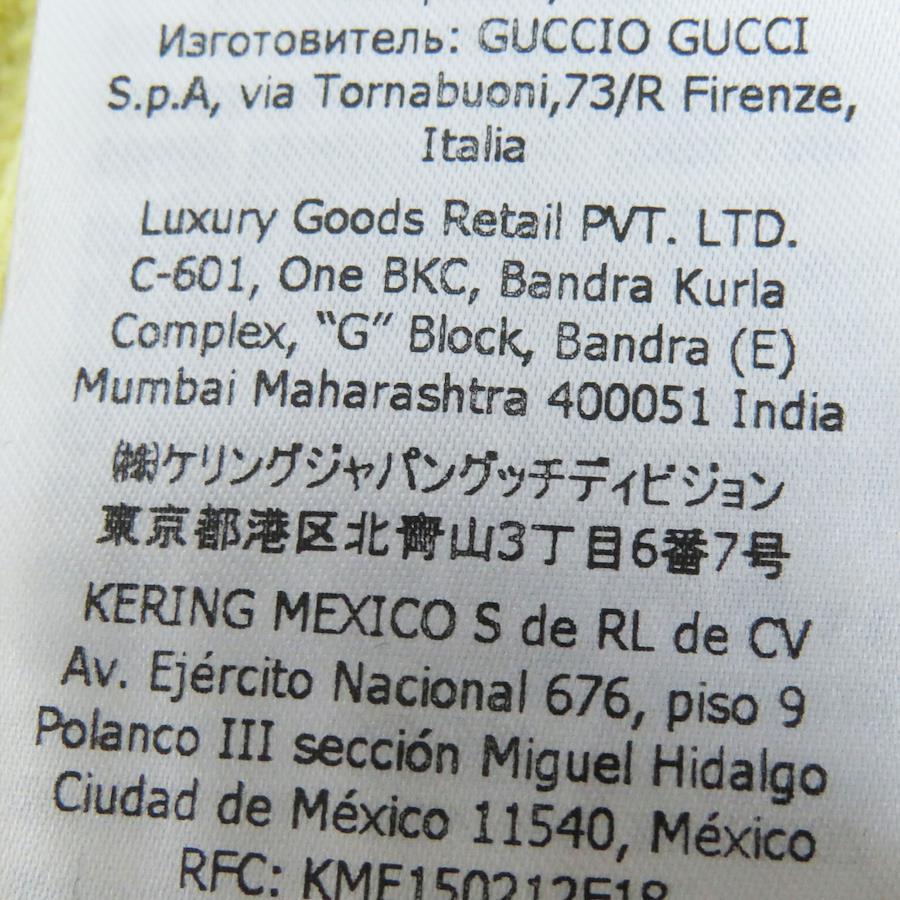 Изготовитель: GUCCIO GUCCI
S.p.A, via Tornabuoni,73/R Firenze,
Italia
Luxury Goods Retail PVT. LTD.
C-601, One BKC, Bandra Kurla
Complex, “G” Block, Bandra (E)
Mumbai Maharashtra 400051 India
㈱ケリングジャパングッチディビジョン
東京都港区北青山3丁目6番7号
KERING MEXICO S de RL de CV
Av. Ejército Nacional 676, piso 9
Polanco III sección Miguel Hidalgo
Ciudad de México 11540, México
RFC: